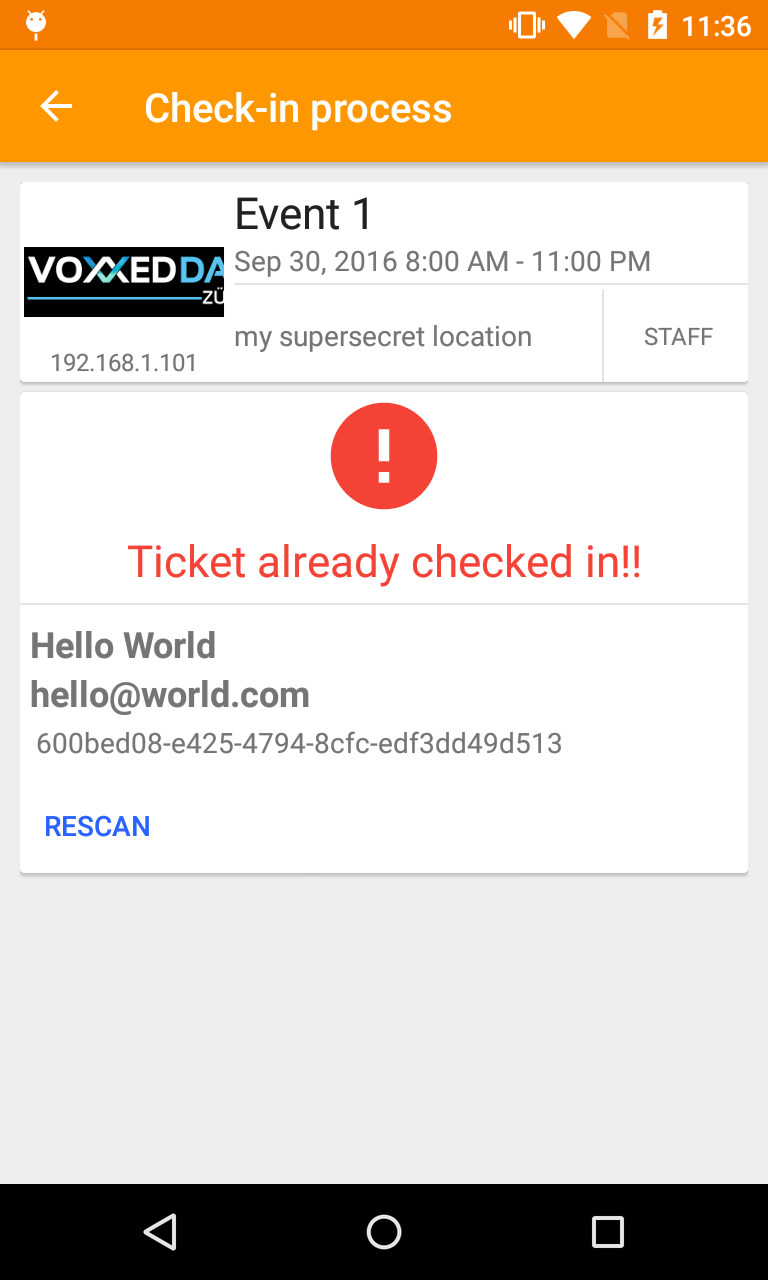 11:36
Check-in process
Event 1
Sep 30, 2016 8:00 AM - 11:00 PM
VOXXED DA
ZÜ
my supersecret location
STAFF
192.168.1.101
Ticket already checked in!!
Hello World
hello@world.com
600bed08-e425-4794-8cfc-edf3dd49d513
RESCAN